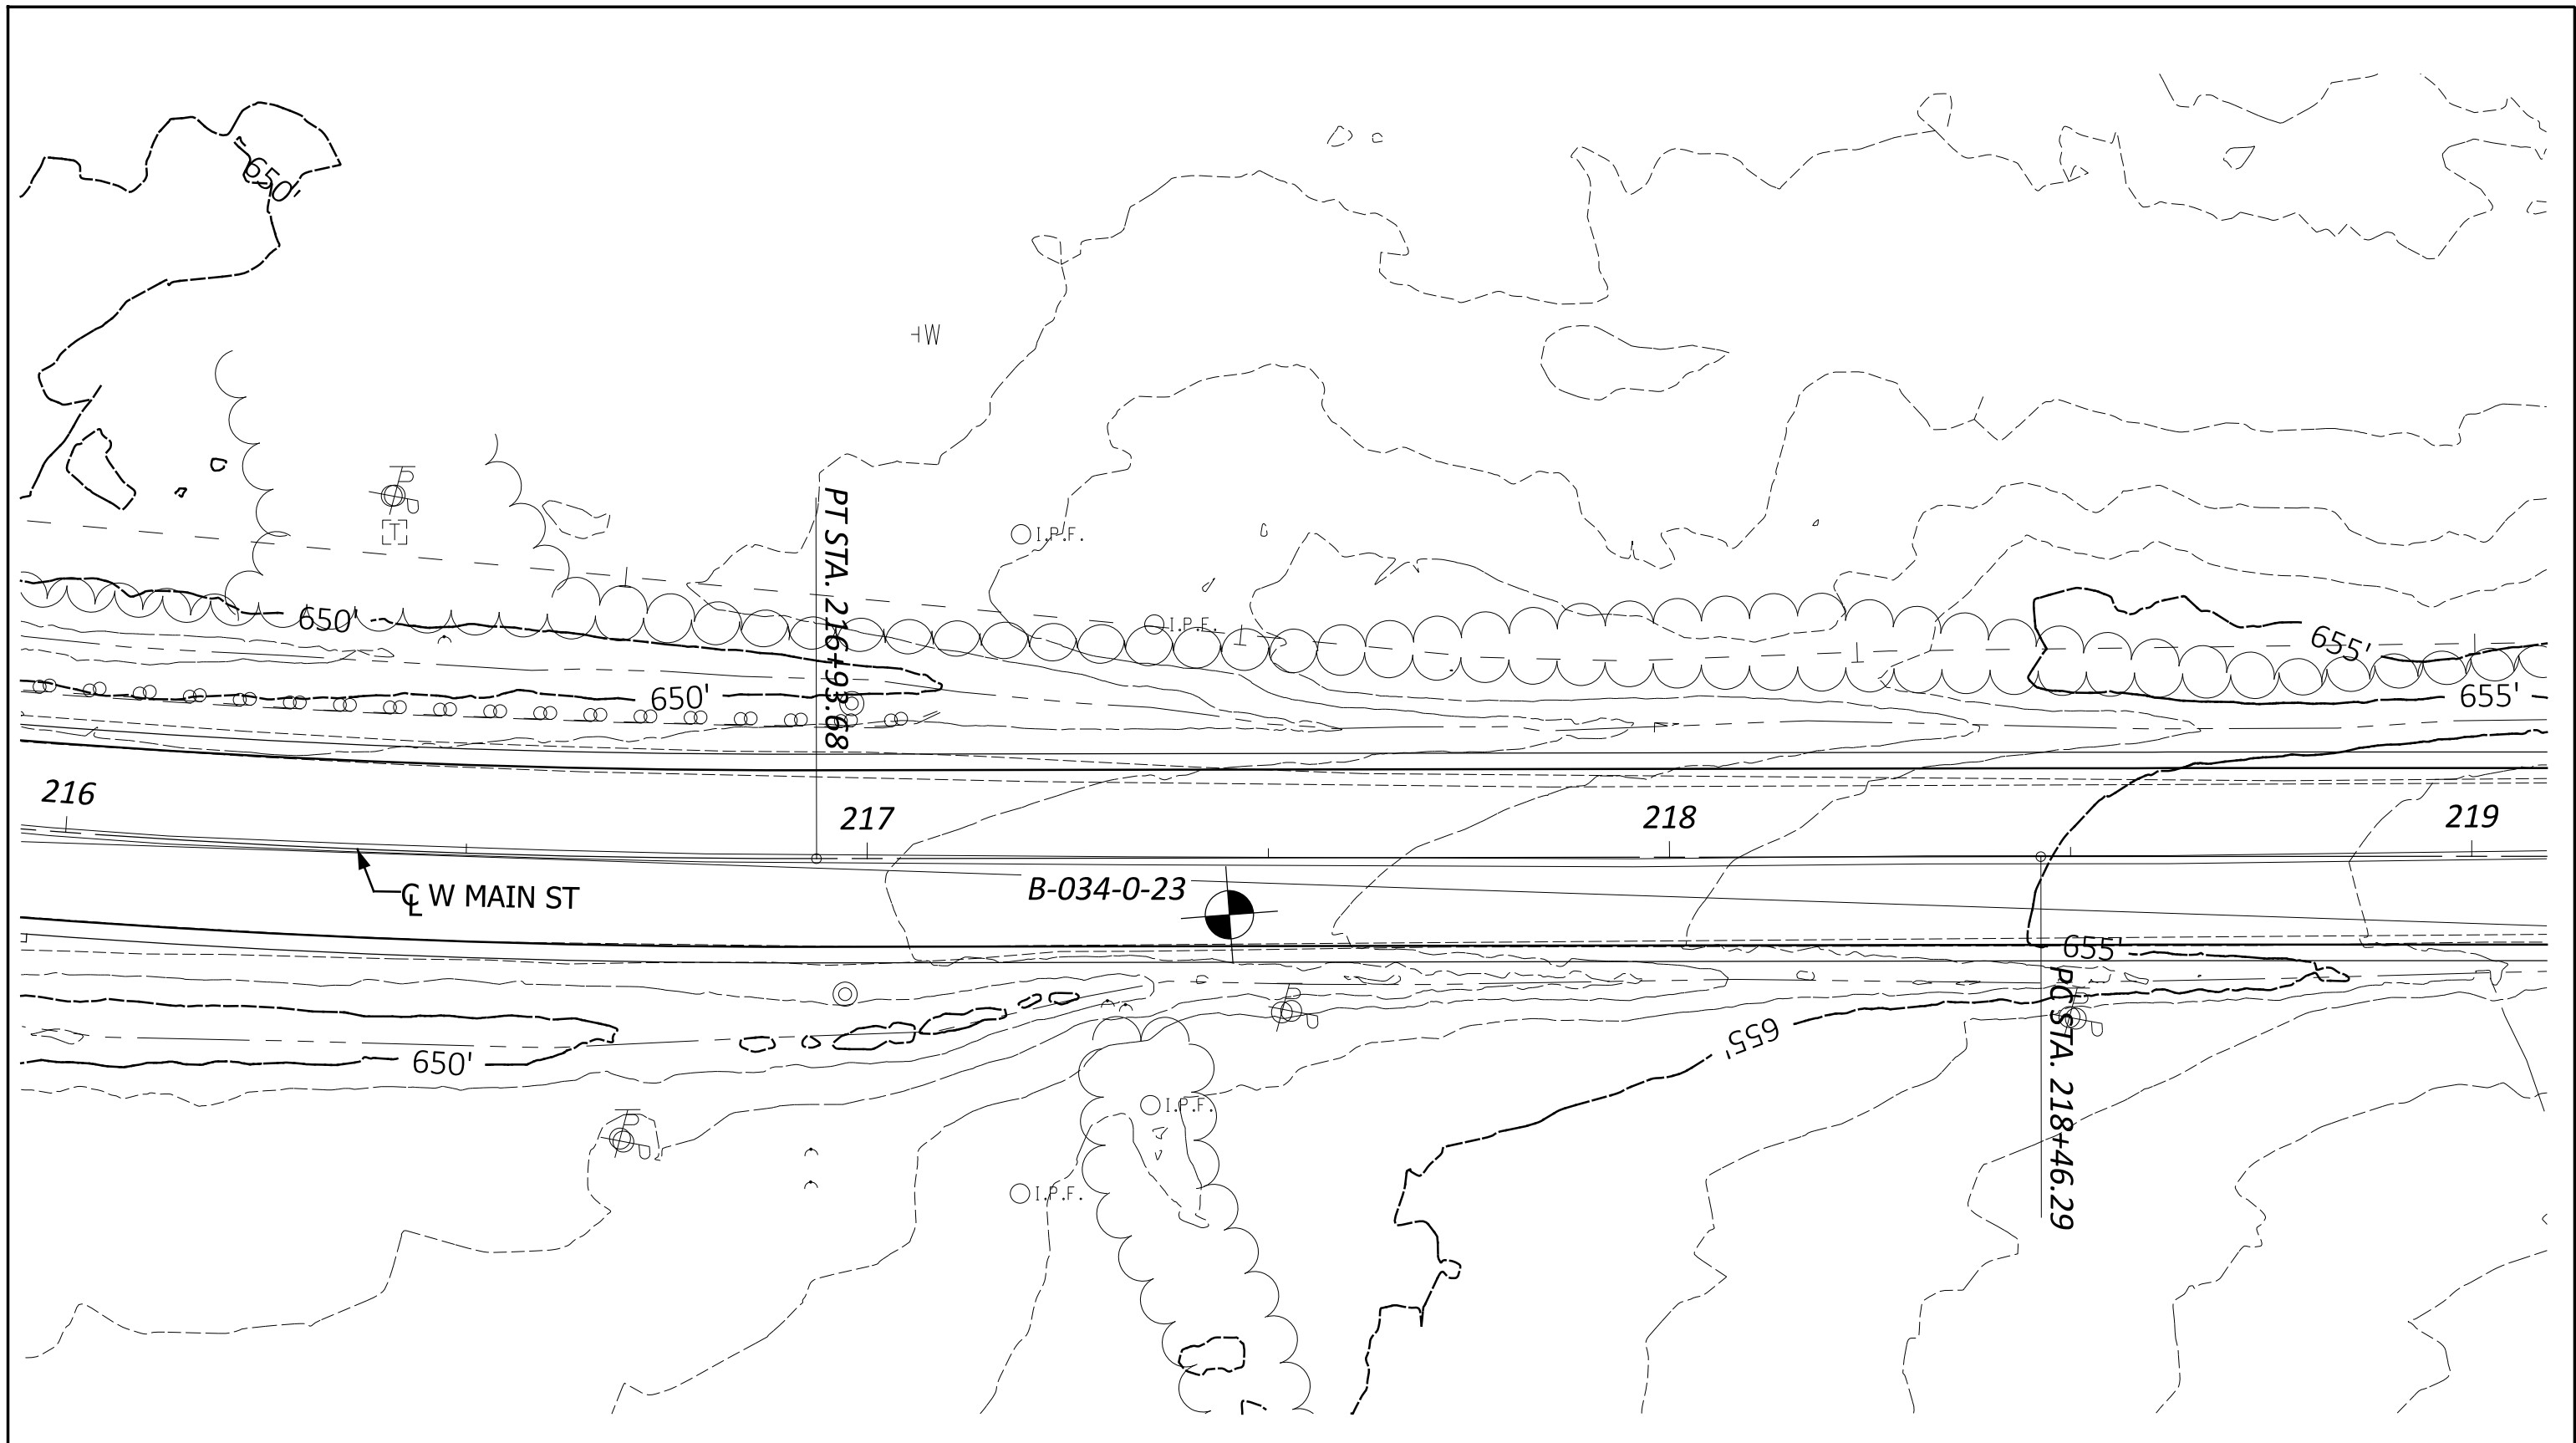 650'
W
PT STA. 216+93.68
T
I.P.F.
650'
I.P.F.
655'
650'
655'
216
217
218
219
℄ W MAIN ST
B-034-0-23
655'
PC STA. 218+46.29
655'
650'
I.P.F.
I.P.F.